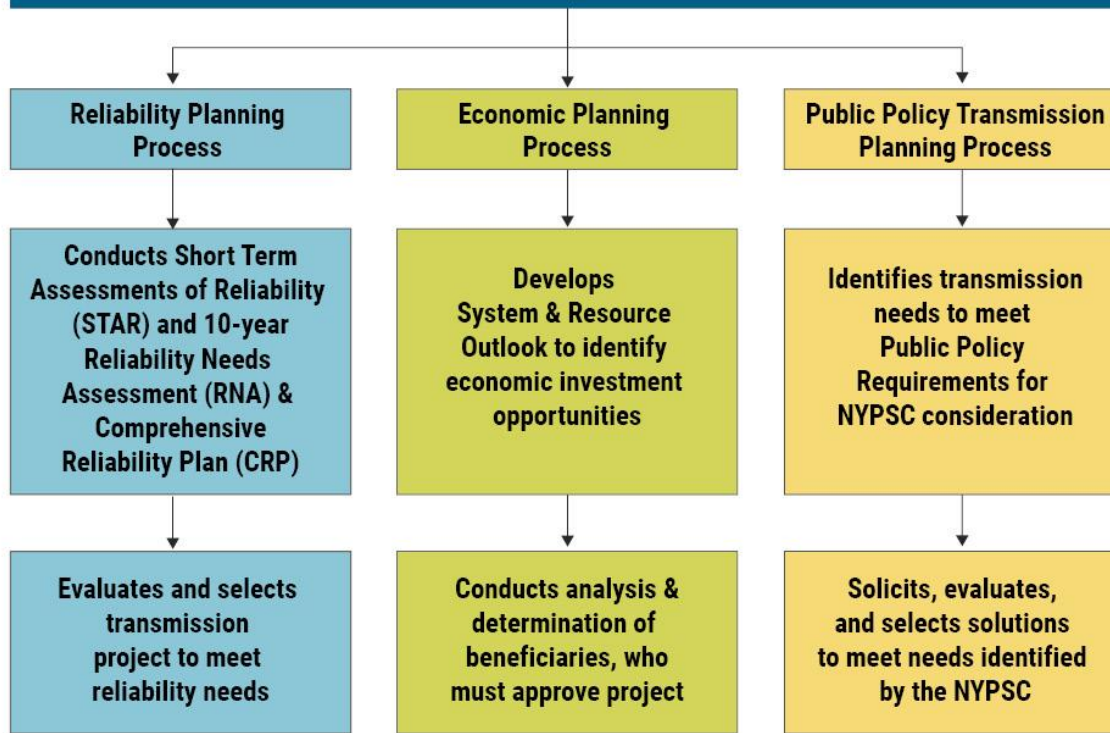 Reliability Planning
Process
Economic Planning
Process
Public Policy Transmission
Planning Process
Conducts Short Term
Assessments of Reliability
(STAR) and 10-year
Reliability Needs
Assessment (RNA) &
Comprehensive
Reliability Plan (CRP)
Develops
System & Resource
Outlook to identify
economic investment
opportunities
Identifies transmission
needs to meet
Public Policy
Requirements for
NYPSC consideration
Evaluates and selects
transmission
project to meet
reliability needs
Conducts analysis &
determination of
beneficiaries, who
must approve project
Solicits, evaluates,
and selects solutions
to meet needs identified
by the NYPSC